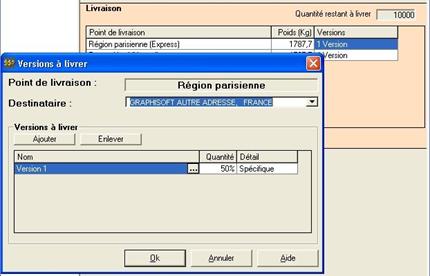 Livraison
Quantité restant à livrer 10000
Point de livraison Poids (Kg) Versions
Région parisienne (Express) 1787,7 1 Version
1787,7 Version
Versions à livrer
Point de livraison : Région parisienne
Destinataire : GRAPHISOFT AUTRE ADRESSE, FRANCE
Versions à livrer
Ajouter Enlever
Nom Quantité Détail
Version 1 ... 50% Spécifique
Ok Annuler Aide